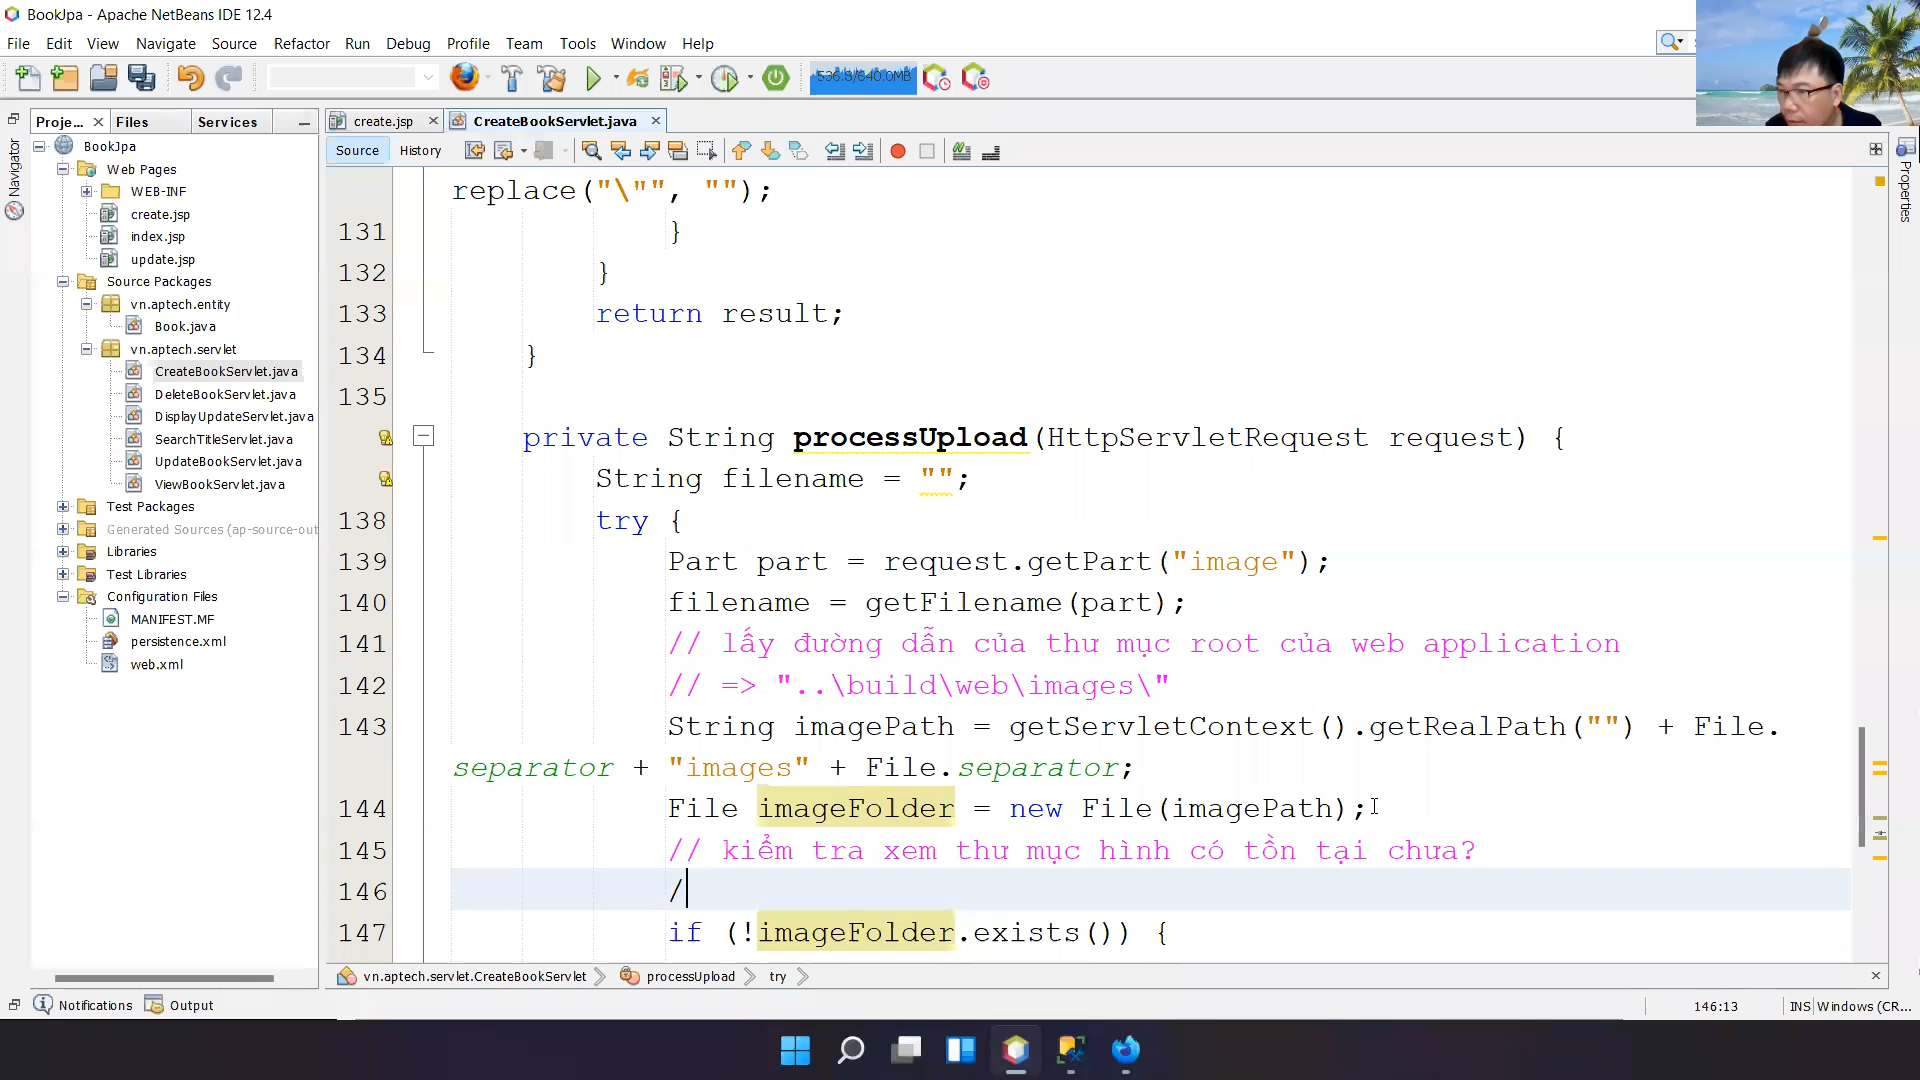 BookJpa - Apache NetBeans IDE 12.4
File Edit View Navigate Source Refactor Run Debug Profile Team Tools Window Help
536.8/640.0MB
Proje... Files Services
create.jsp CreateBookServlet.java
Source History
Navigator
Properties
BookJpa
Web Pages
WEB-INF
create.jsp
index.jsp
update.jsp
Source Packages
vn.aptech.entity
Book.java
vn.aptech.servlet
CreateBookServlet.java
DeleteBookServlet.java
DisplayUpdateServlet.java
SearchTitleServlet.java
UpdateBookServlet.java
ViewBookServlet.java
Test Packages
Generated Sources (ap-source-out
Libraries
Test Libraries
Configuration Files
MANIFEST.MF
persistence.xml
web.xml
replace("\"", "");
131 }
132 }
133 return result;
134 }
135
private String processUpload(HttpServletRequest request) {
String filename = "";
138 try {
139 Part part = request.getPart("image");
140 filename = getFilename(part);
141 // lấy đường dẫn của thư mục root của web application
142 // => "..\build\web\images\"
143 String imagePath = getServletContext().getRealPath("") + File.
separator + "images" + File.separator;
144 File imageFolder = new File(imagePath);
145 // kiểm tra xem thư mục hình có tồn tại chưa?
146 /
147 if (!imageFolder.exists()) {
vn.aptech.servlet.CreateBookServlet processUpload try
Notifications Output
146:13 INS Windows (CR...